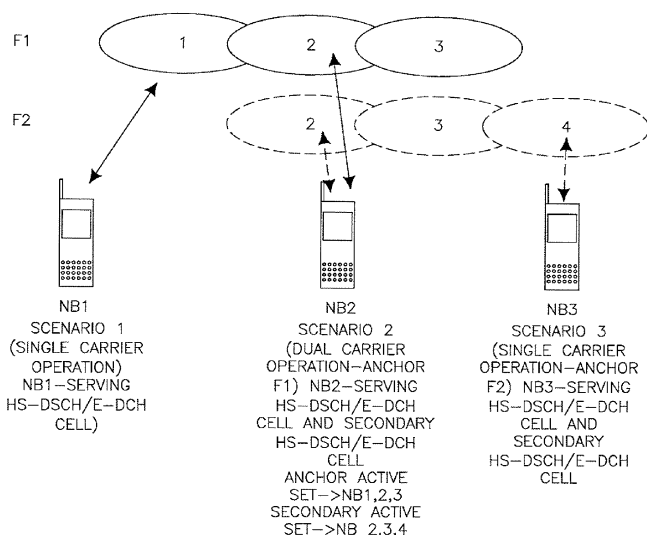 F1
1
2
3
F2
2
3
4
NB1
SCENARIO 1
(SINGLE CARRIER
OPERATION)
NB1-SERVING
HS-DSCH/E-DCH
CELL)
NB2
SCENARIO 2
(DUAL CARRIER
OPERATION-ANCHOR
F1) NB2-SERVING
HS-DSCH/E-DCH
CELL AND SECONDARY
HS-DSCH/E-DCH
CELL
ANCHOR ACTIVE
SET->NB1,2,3
SECONDARY ACTIVE
SET->NB 2,3,4
NB3
SCENARIO 3
(SINGLE CARRIER
OPERATION-ANCHOR
F2) NB3-SERVING
HS-DSCH/E-DCH
CELL AND
SECONDARY
HS-DSCH/E-DCH
CELL